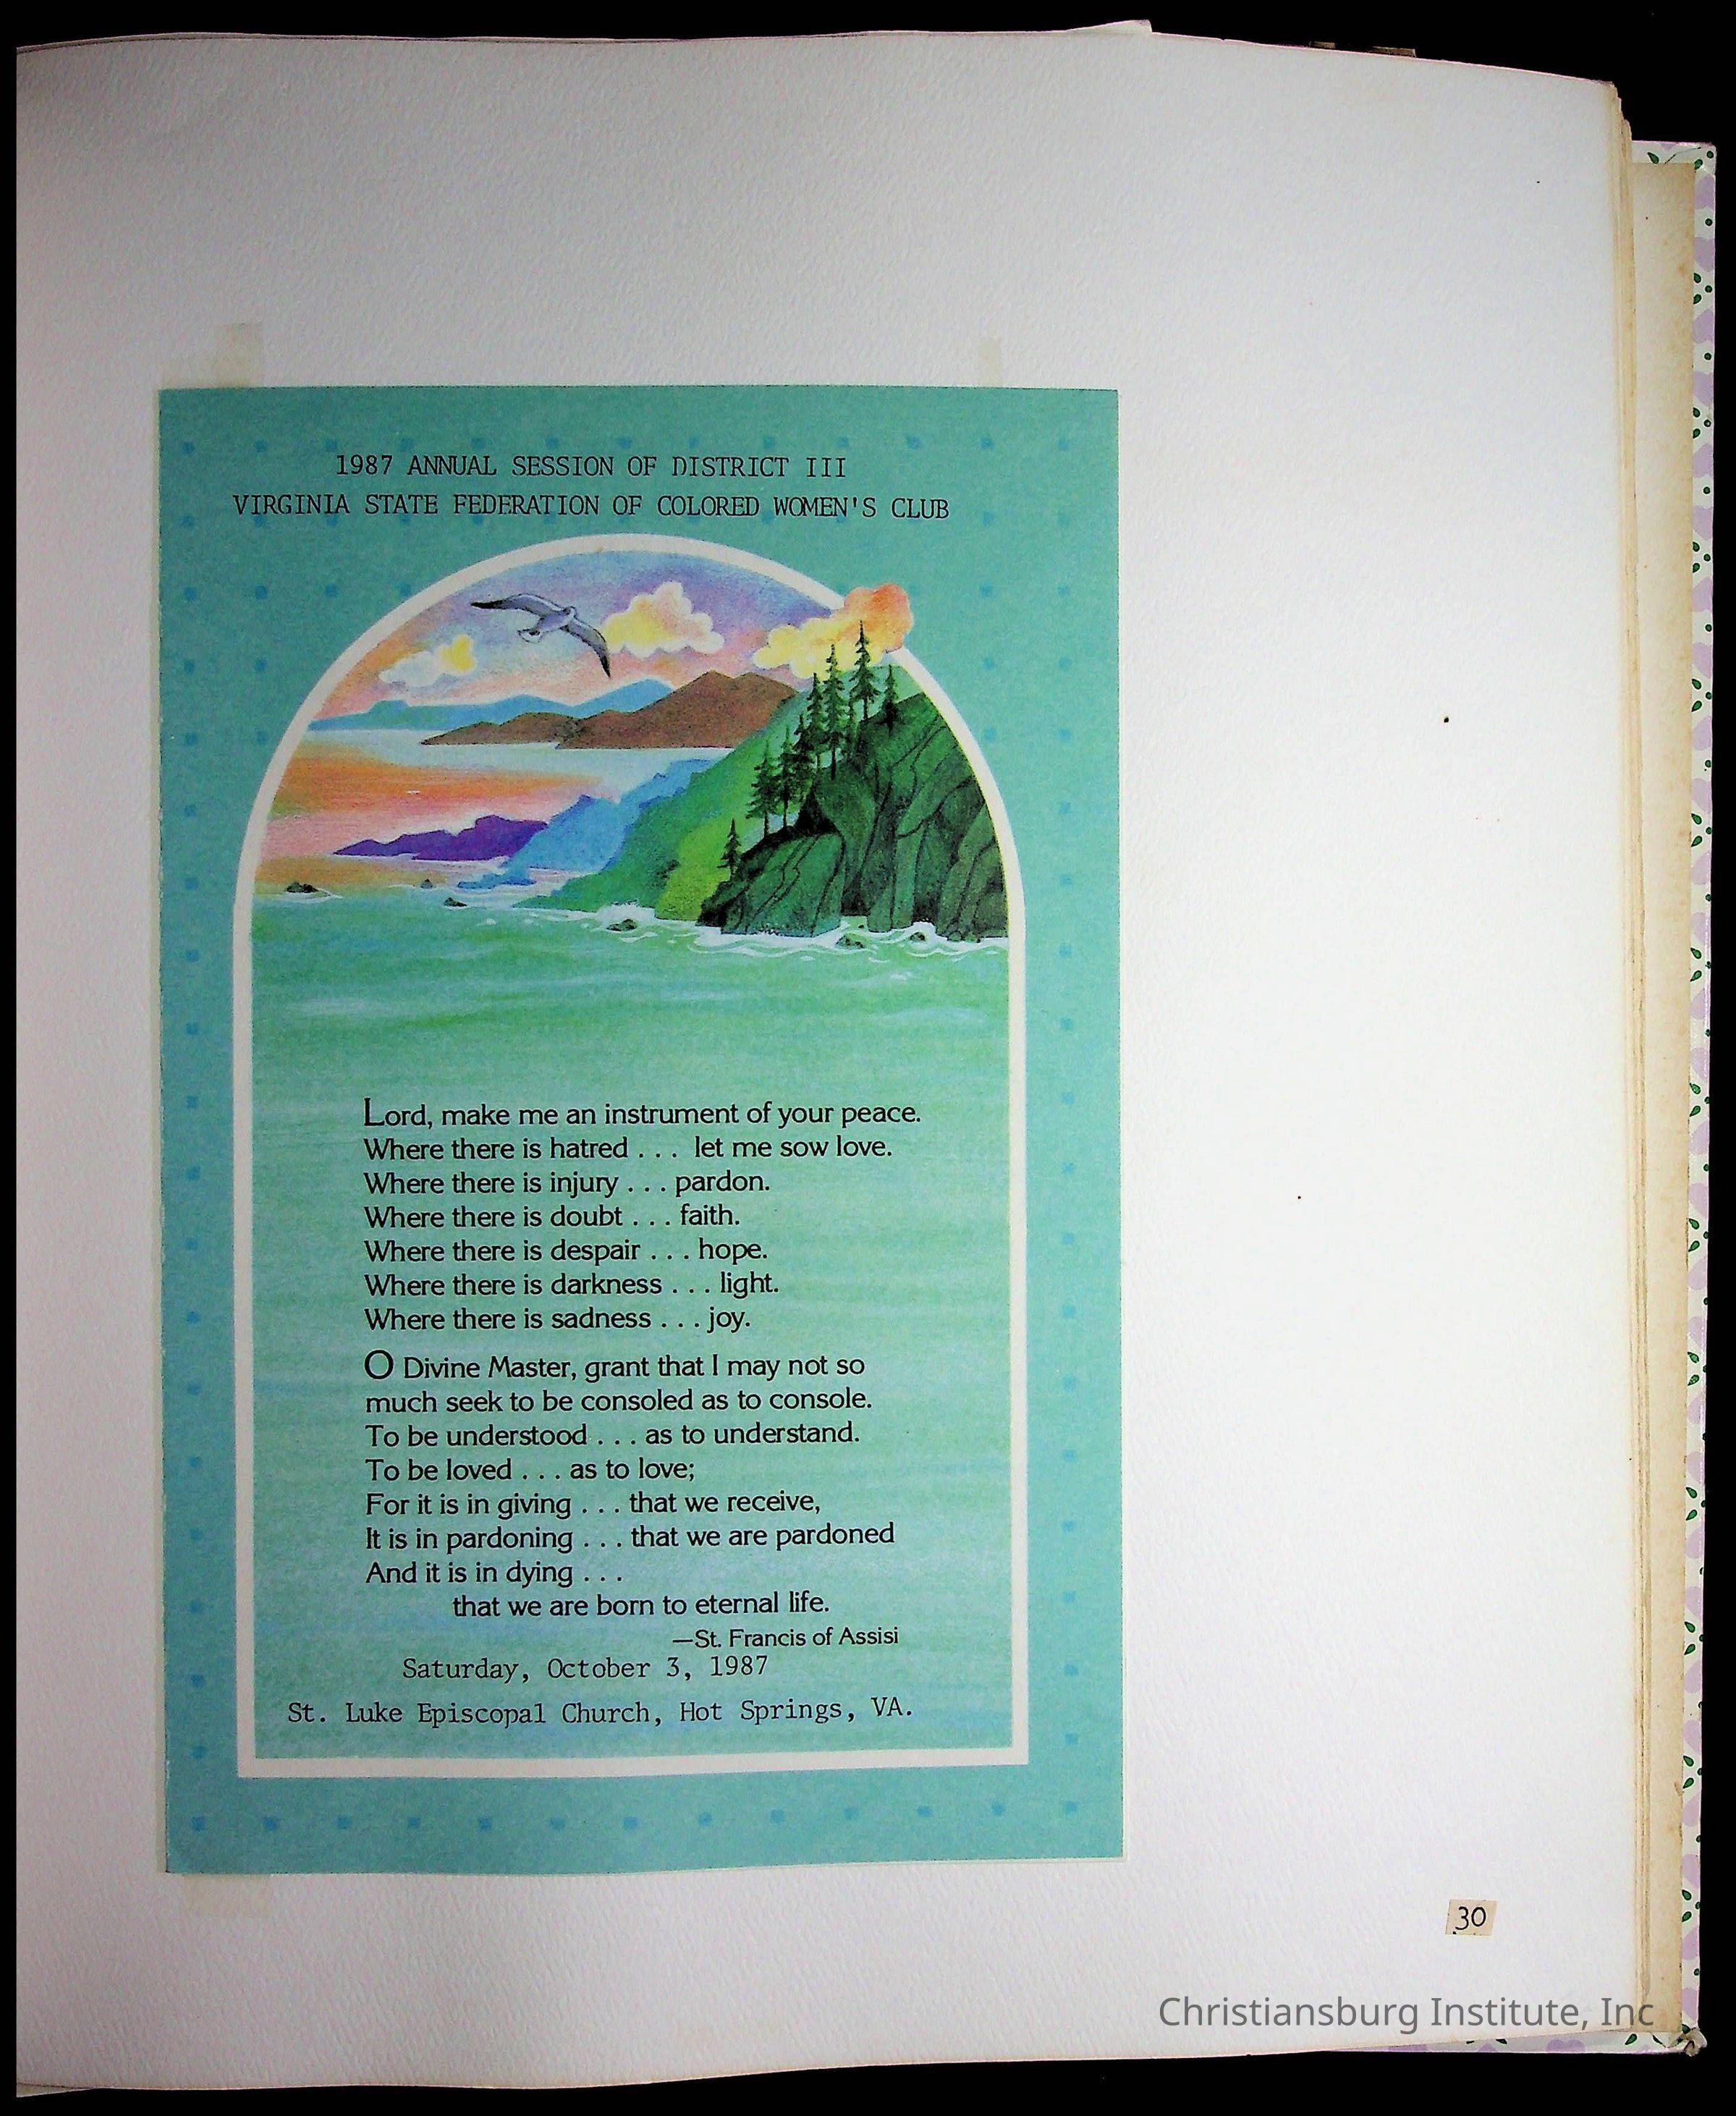 1987 ANNUAL SESSION OF DISTRICT III
VIRGINIA STATE FEDERATION OF COLORED WOMEN'S CLUB
Lord, make me an instrument of your peace.
Where there is hatred . . . let me sow love.
Where there is injury . . . pardon.
Where there is doubt . . . faith.
Where there is despair . . . hope.
Where there is darkness . . . light.
Where there is sadness . . . joy.
O Divine Master, grant that I may not so
much seek to be consoled as to console.
To be understood . . . as to understand.
To be loved . . . as to love;
For it is in giving . . . that we receive,
It is in pardoning . . . that we are pardoned
And it is in dying . . .
that we are born to eternal life.
—St. Francis of Assisi
Saturday, October 3, 1987
St. Luke Episcopal Church, Hot Springs, VA.
30
Christiansburg Institute, Inc